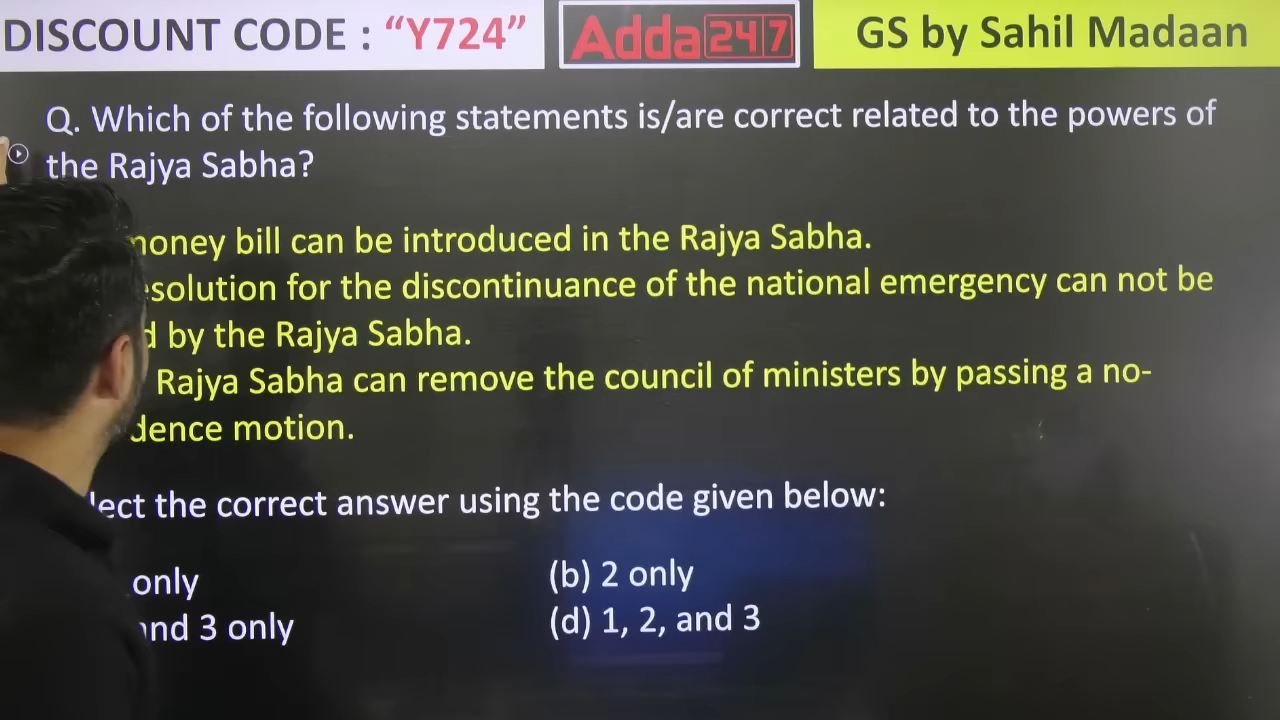 DISCOUNT CODE : “Y724”
Adda247
GS by Sahil Madaan
Q. Which of the following statements is/are correct related to the powers of
the Rajya Sabha?
money bill can be introduced in the Rajya Sabha.
solution for the discontinuance of the national emergency can not be
by the Rajya Sabha.
Rajya Sabha can remove the council of ministers by passing a no-
dence motion.
lect the correct answer using the code given below:
only
(b) 2 only
and 3 only
(d) 1, 2, and 3